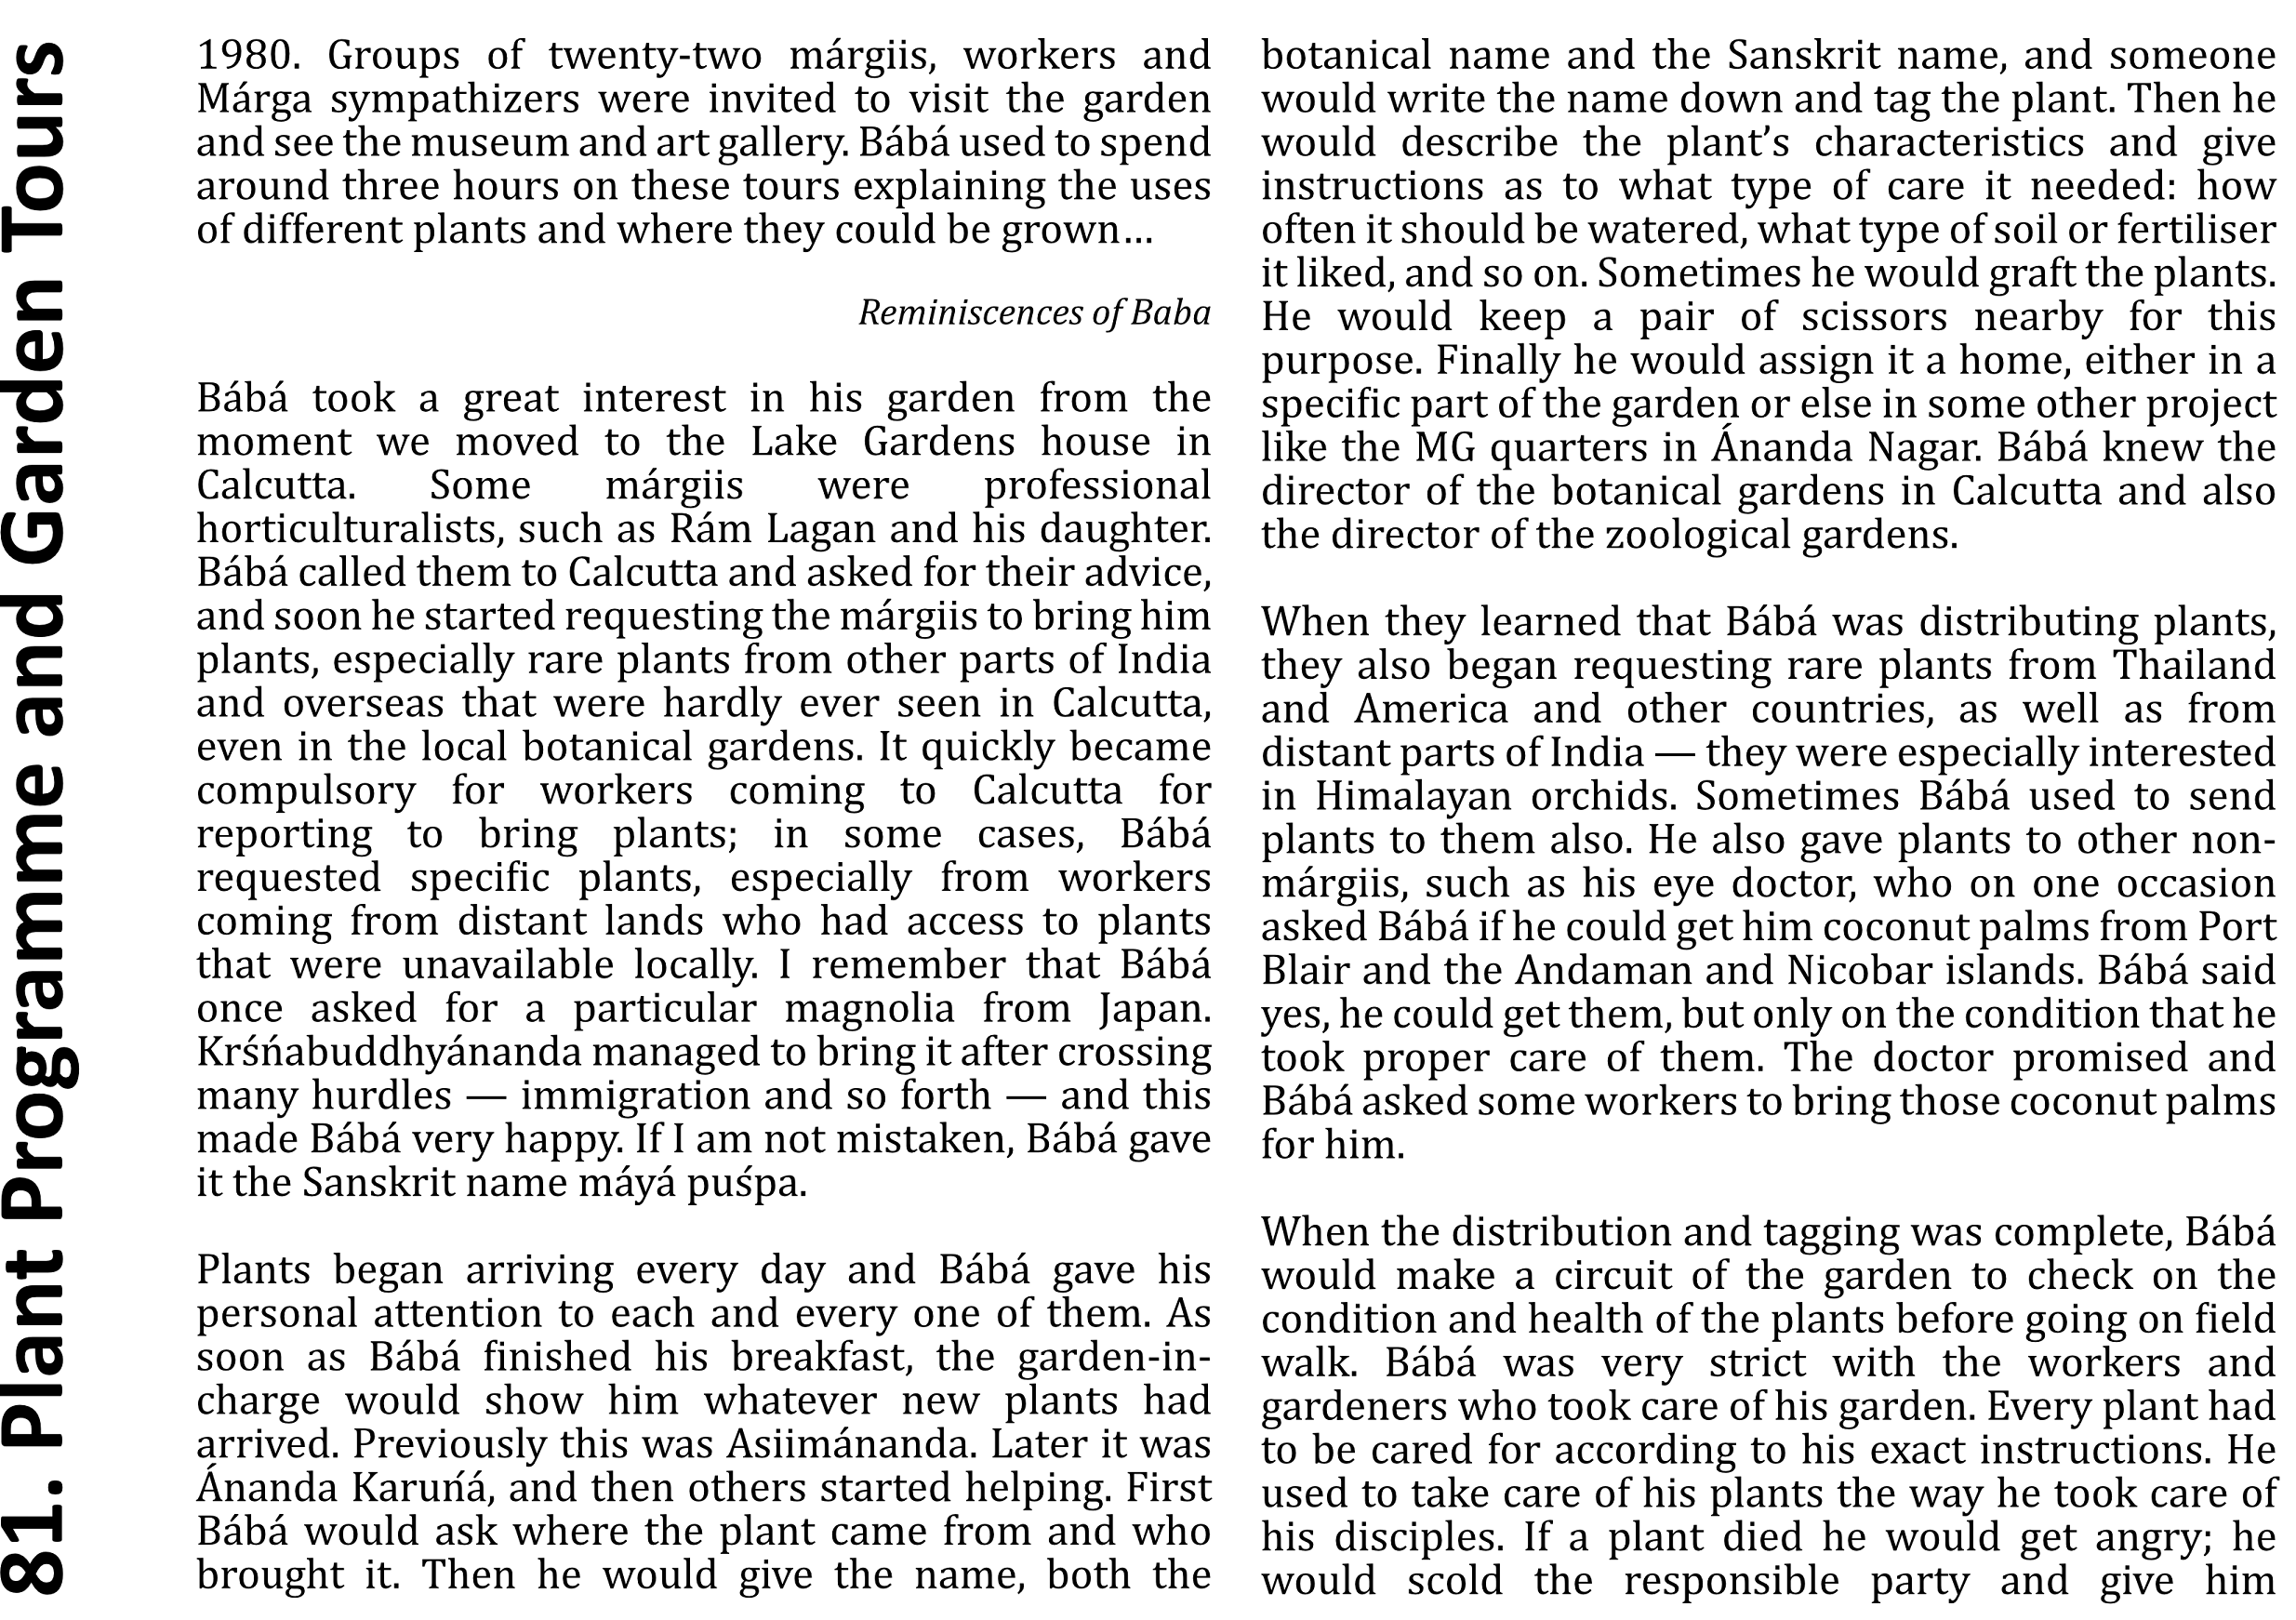 81. Plant Programme and Garden Tours
1980. Groups of twenty-two márgiis, workers and
Márga sympathizers were invited to visit the garden
and see the museum and art gallery. Bábá used to spend
around three hours on these tours explaining the uses
of different plants and where they could be grown…
Reminiscences of Baba
Bábá took a great interest in his garden from the
moment we moved to the Lake Gardens house in
Calcutta. Some márgiis were professional
horticulturalists, such as Rám Lagan and his daughter.
Bábá called them to Calcutta and asked for their advice,
and soon he started requesting the márgiis to bring him
plants, especially rare plants from other parts of India
and overseas that were hardly ever seen in Calcutta,
even in the local botanical gardens. It quickly became
compulsory for workers coming to Calcutta for
reporting to bring plants; in some cases, Bábá
requested specific plants, especially from workers
coming from distant lands who had access to plants
that were unavailable locally. I remember that Bábá
once asked for a particular magnolia from Japan.
Krśńabuddhyánanda managed to bring it after crossing
many hurdles — immigration and so forth — and this
made Bábá very happy. If I am not mistaken, Bábá gave
it the Sanskrit name máyá puśpa.
Plants began arriving every day and Bábá gave his
personal attention to each and every one of them. As
soon as Bábá finished his breakfast, the garden-in-
charge would show him whatever new plants had
arrived. Previously this was Asiimánanda. Later it was
Ánanda Karuńá, and then others started helping. First
Bábá would ask where the plant came from and who
brought it. Then he would give the name, both the
botanical name and the Sanskrit name, and someone
would write the name down and tag the plant. Then he
would describe the plant’s characteristics and give
instructions as to what type of care it needed: how
often it should be watered, what type of soil or fertiliser
it liked, and so on. Sometimes he would graft the plants.
He would keep a pair of scissors nearby for this
purpose. Finally he would assign it a home, either in a
specific part of the garden or else in some other project
like the MG quarters in Ánanda Nagar. Bábá knew the
director of the botanical gardens in Calcutta and also
the director of the zoological gardens.
When they learned that Bábá was distributing plants,
they also began requesting rare plants from Thailand
and America and other countries, as well as from
distant parts of India — they were especially interested
in Himalayan orchids. Sometimes Bábá used to send
plants to them also. He also gave plants to other non-
márgiis, such as his eye doctor, who on one occasion
asked Bábá if he could get him coconut palms from Port
Blair and the Andaman and Nicobar islands. Bábá said
yes, he could get them, but only on the condition that he
took proper care of them. The doctor promised and
Bábá asked some workers to bring those coconut palms
for him.
When the distribution and tagging was complete, Bábá
would make a circuit of the garden to check on the
condition and health of the plants before going on field
walk. Bábá was very strict with the workers and
gardeners who took care of his garden. Every plant had
to be cared for according to his exact instructions. He
used to take care of his plants the way he took care of
his disciples. If a plant died he would get angry; he
would scold the responsible party and give him